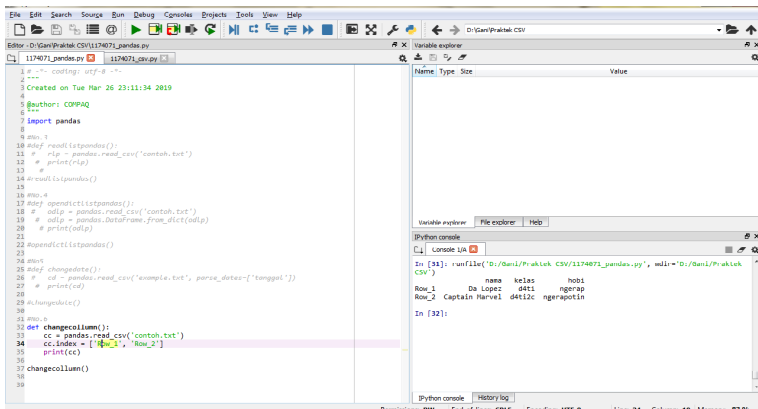 File Edit Search Source Run Debug Consoles Projects Tools View Help
D:\Gani\Praktek CSV
Editor - D:\Gani\Praktek CSV\1174071_pandas.py
1174071_pandas.py
1174071_csv.py
1 # -*- coding: utf-8 -*-
2 """
3 Created on Tue Mar 26 23:11:34 2019
4
5 @author: COMPAQ
6 """
7 import pandas
8
9 #No.3
10 #def readlistpandas():
11 # rlp = pandas.read_csv('contoh.txt')
12 # print(rlp)
13 #
14 #readlistpandas()
15
16 #No.4
17 #def opendictlistpandas():
18 # odlp = pandas.read_csv('contoh.txt')
19 # odlp = pandas.DataFrame.from_dict(odlp)
20 # print(odlp)
21
22 #opendictlistpandas()
23
24 #No5
25 #def changedate():
26 # cd = pandas.read_csv('example.txt', parse_dates=['tanggal'])
27 # print(cd)
28
29 #changedate()
30
31 #No.6
32 def changecollumn():
33 cc = pandas.read_csv('contoh.txt')
34 cc.index = ['Row_1', 'Row_2']
35 print(cc)
36
37 changecollumn()
38
39
Variable explorer
Name Type Size Value
Variable explorer File explorer Help
IPython console
Console 1/A
In [31]: runfile('D:/Gani/Praktek CSV/1174071_pandas.py', wdir='D:/Gani/Praktek
CSV')
nama kelas hobi
Row_1 Da Lopez d4ti ngerap
Row_2 Captain Marvel d4ti2c ngerapotin
In [32]:
IPython console History log